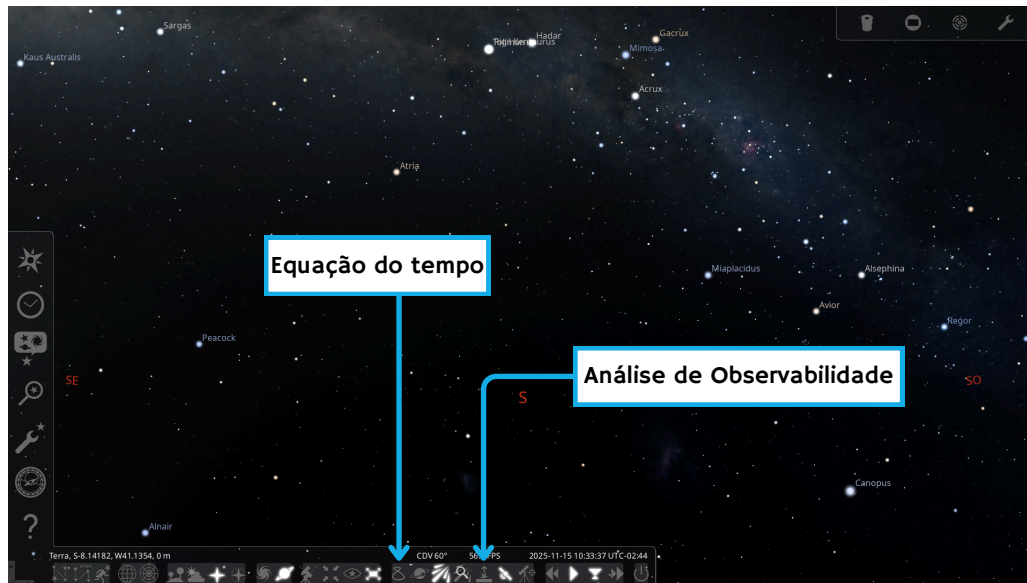 Sargas
Hadar
Gacrux
Mimosa
Kaus Australis
Acrux
Atria
Equação do tempo
Miaplacidus
Alsephina
Avior
Regor
Peacock
SE
Análise de Observabilidade
SO
S
Canopus
Alnair
Terra, S-8.14182, W41.1354, 0 m
CDV 60°
2025-11-15 10:33:37 UTC-02:44